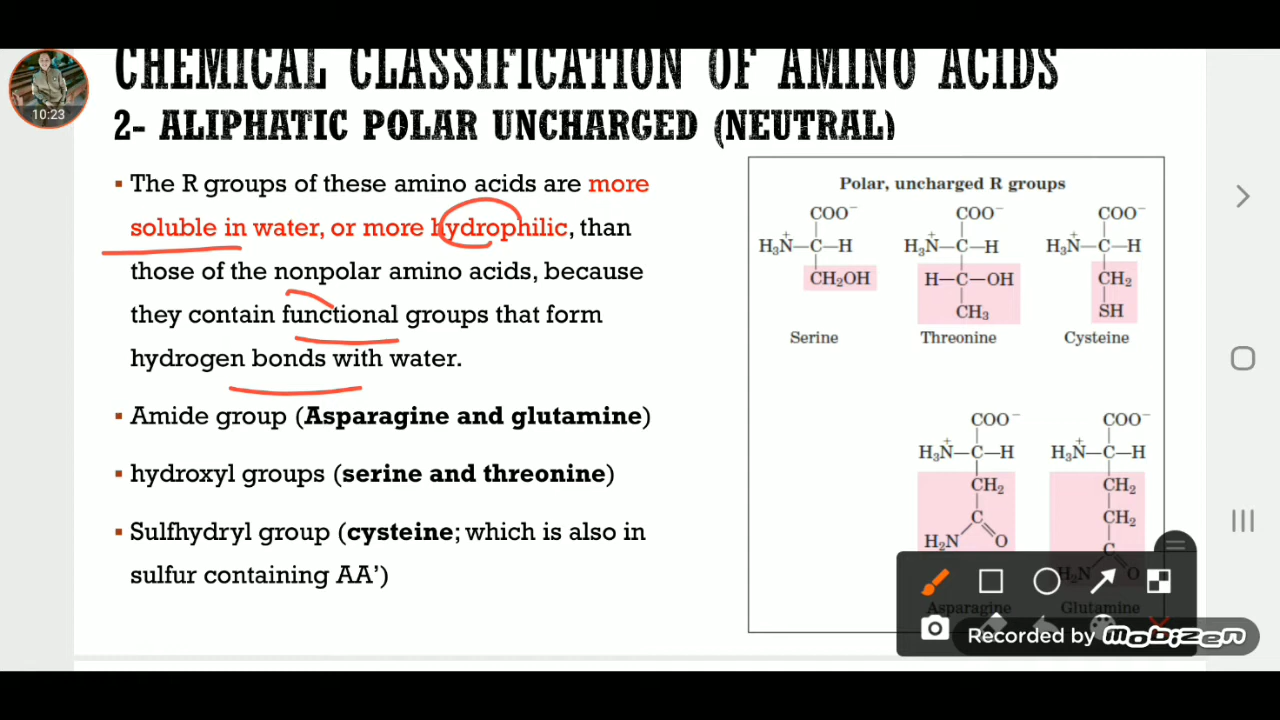 CHEMICAL CLASSIFICATION OF AMINO ACIDS
2- ALIPHATIC POLAR UNCHARGED (NEUTRAL)
10:23
▪ The R groups of these amino acids are more
soluble in water, or more hydrophilic, than
those of the nonpolar amino acids, because
they contain functional groups that form
hydrogen bonds with water.
▪ Amide group (Asparagine and glutamine)
▪ hydroxyl groups (serine and threonine)
▪ Sulfhydryl group (cysteine; which is also in
sulfur containing AA’)
Polar, uncharged R groups
COO⁻ COO⁻ COO⁻
H₃N⁺—C—H H₃N⁺—C—H H₃N⁺—C—H
CH₂OH H—C—OH CH₂
CH₃ SH
Serine Threonine Cysteine
COO⁻ COO⁻
H₃N⁺—C—H H₃N⁺—C—H
CH₂ CH₂
C CH₂
H₂N O C
H₂N O
Asparagine Glutamine
Recorded by mobizen